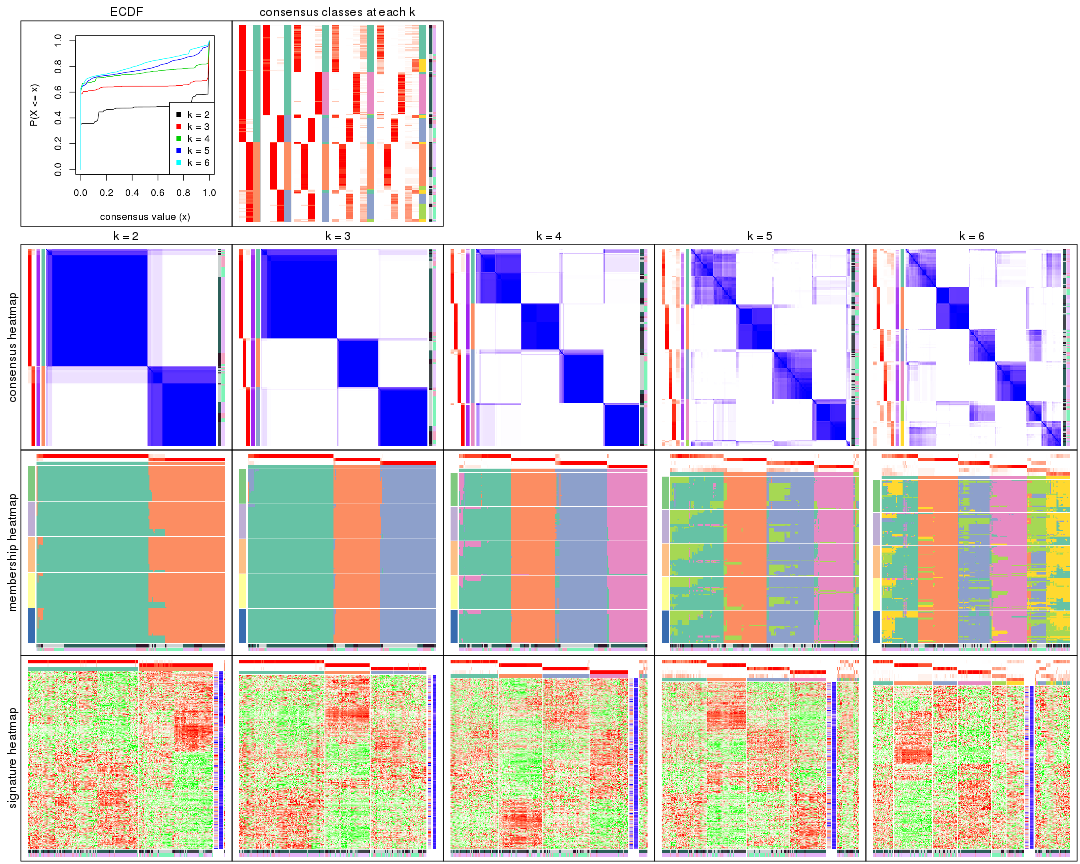 ECDF
consensus classes at each k
P(X <= x)
0.0 0.2 0.4 0.6 0.8 1.0
k = 2
k = 3
k = 4
k = 5
k = 6
0.0 0.2 0.4 0.6 0.8 1.0
consensus value (x)
k = 2 k = 3 k = 4 k = 5 k = 6
consensus heatmap
membership heatmap
signature heatmap